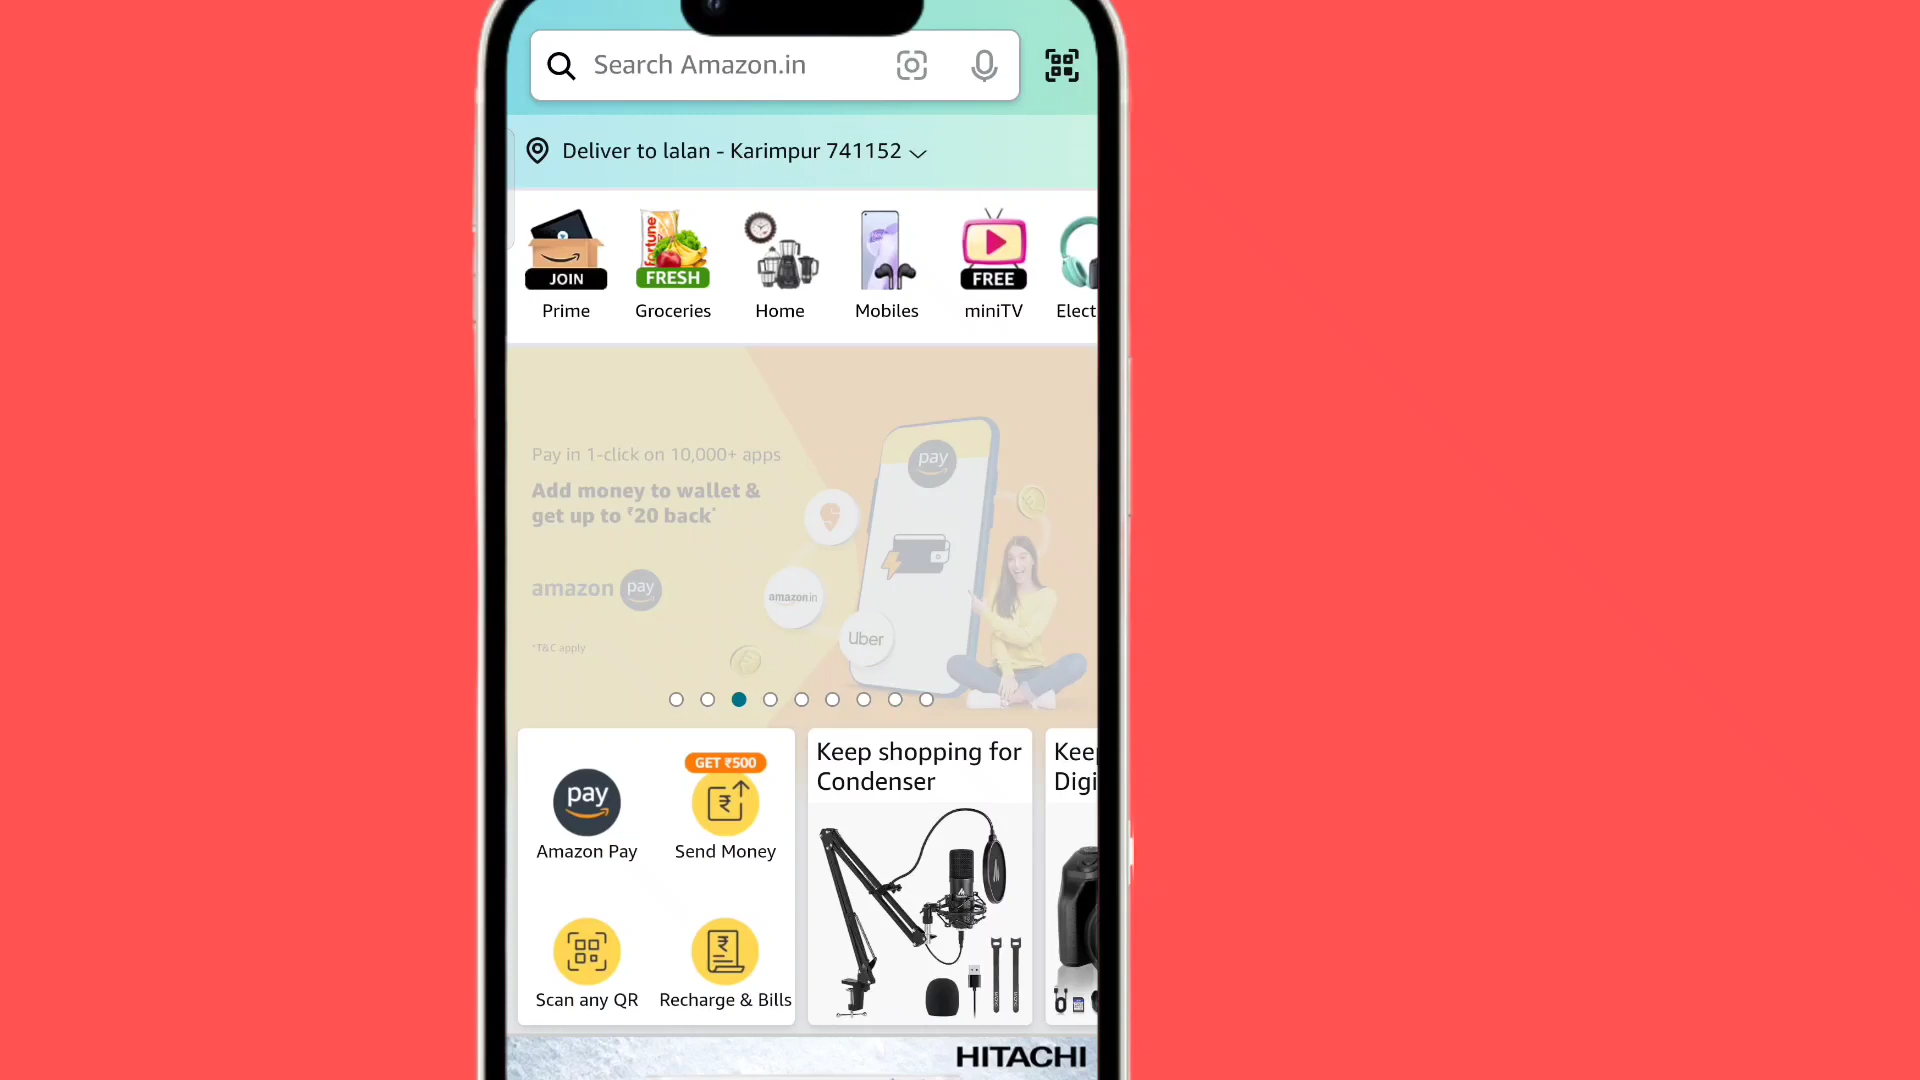 Search Amazon.in
Deliver to lalan - Karimpur 741152
fortune
JOIN
FRESH
FREE
Prime
Groceries
Home
Mobiles
miniTV
Elect
Pay in 1-click on 10,000+ apps
Add money to wallet &
get up to ₹20 back*
amazon pay
*T&C apply
pay
amazon.in
Uber
GET ₹500
pay
Amazon Pay
Send Money
Scan any QR
Recharge & Bills
Keep shopping for
Condenser
Keep
Digi
HITACHI